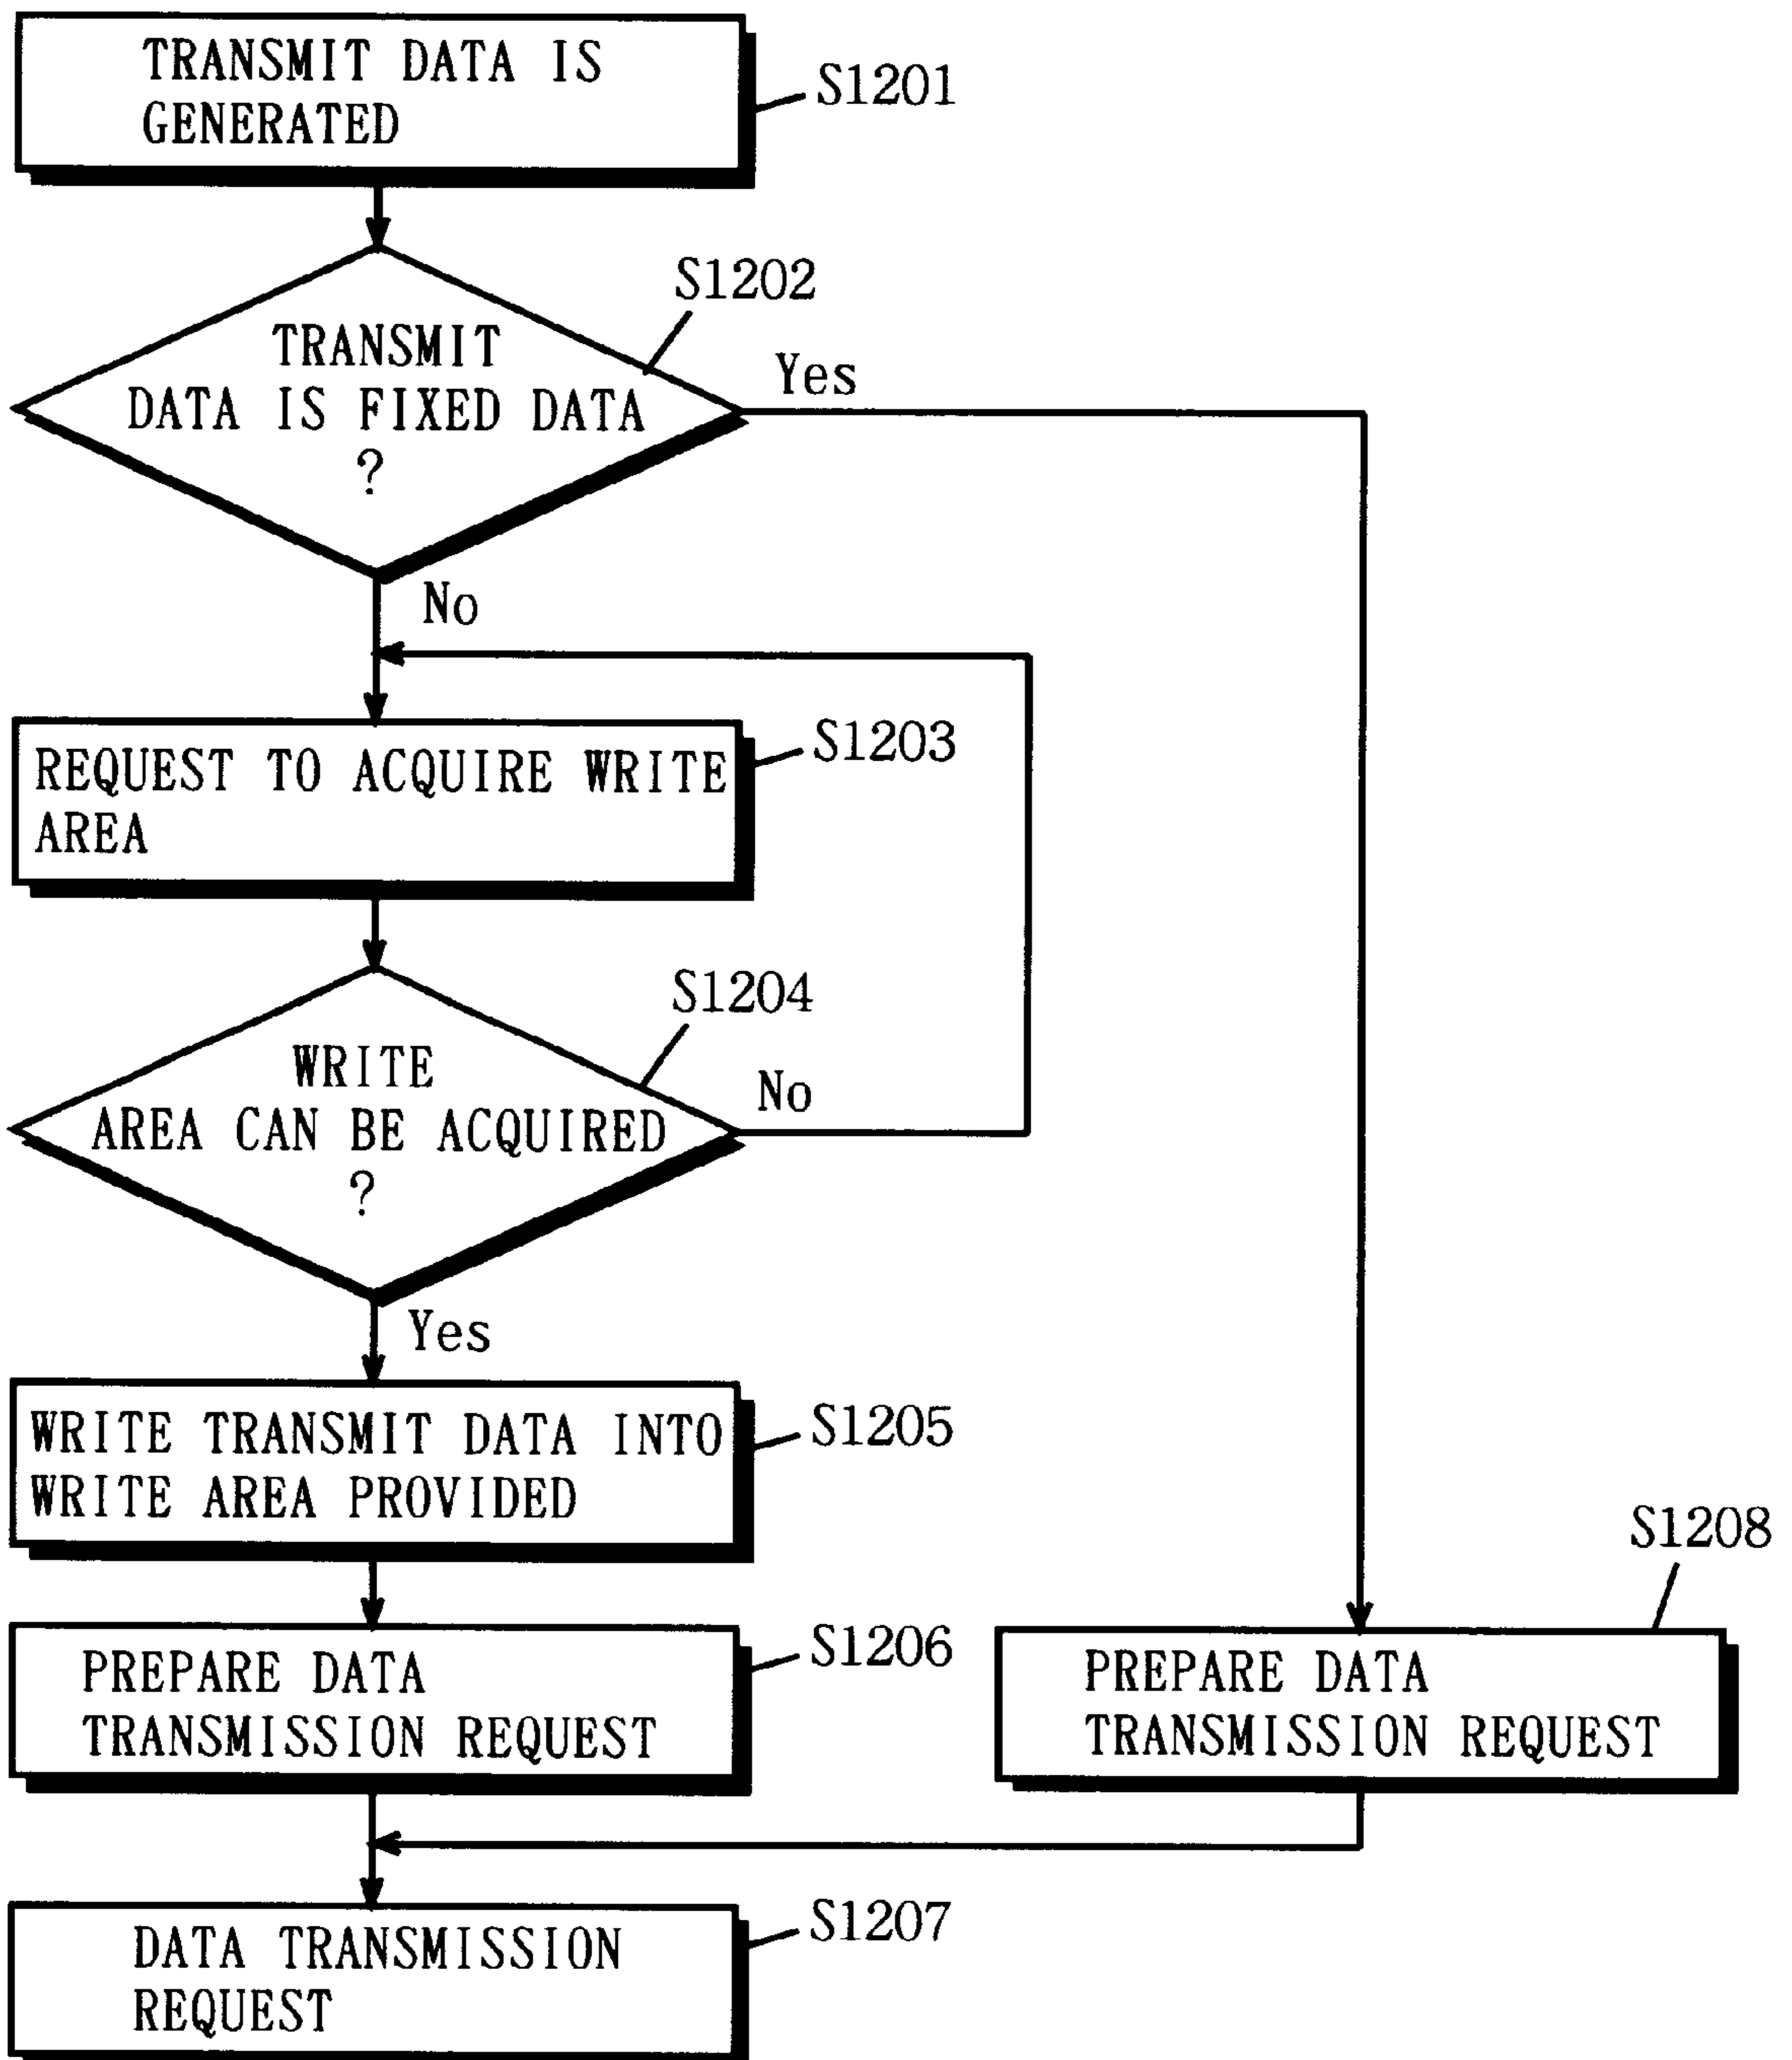 TRANSMIT DATA IS
GENERATED
S1201
S1202
TRANSMIT
DATA IS FIXED DATA
?
Yes
No
REQUEST TO ACQUIRE WRITE
AREA
S1203
S1204
WRITE
AREA CAN BE ACQUIRED
?
No
Yes
WRITE TRANSMIT DATA INTO
WRITE AREA PROVIDED
S1205
PREPARE DATA
TRANSMISSION REQUEST
S1206
S1208
PREPARE DATA
TRANSMISSION REQUEST
DATA TRANSMISSION
REQUEST
S1207